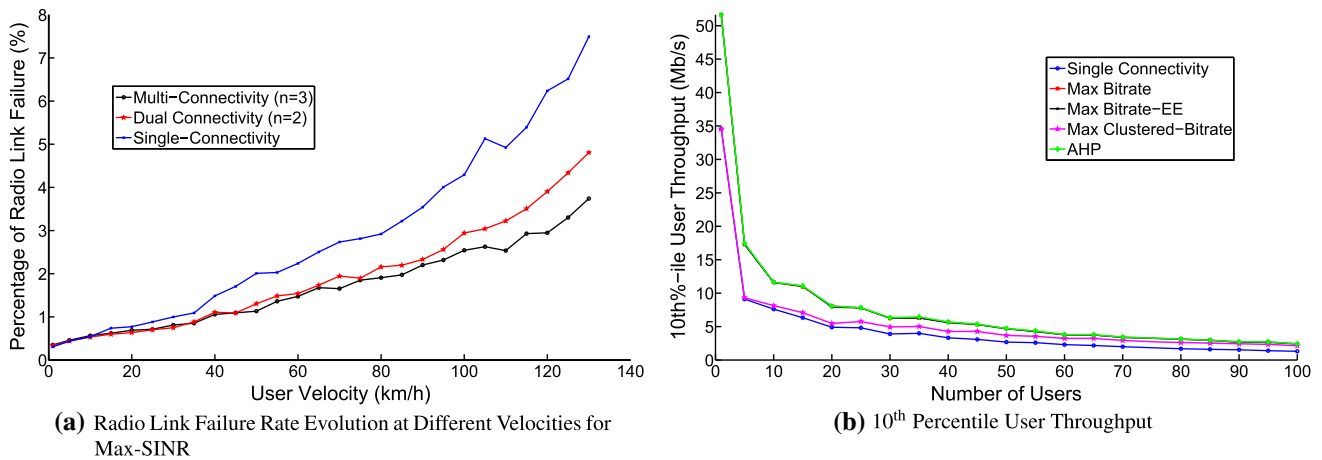 8
7
6
5
4
3
2
1
0
Percentage of Radio Link Failure (%)
Multi−Connectivity (n=3)
Dual Connectivity (n=2)
Single−Connectivity
0 20 40 60 80 100 120 140
User Velocity (km/h)
(a) Radio Link Failure Rate Evolution at Different Velocities for
Max-SINR
50
45
40
35
30
25
20
15
10
5
0
10th%−ile User Throughput (Mb/s)
Single Connectivity
Max Bitrate
Max Bitrate−EE
Max Clustered−Bitrate
AHP
0 10 20 30 40 50 60 70 80 90 100
Number of Users
(b) 10th Percentile User Throughput